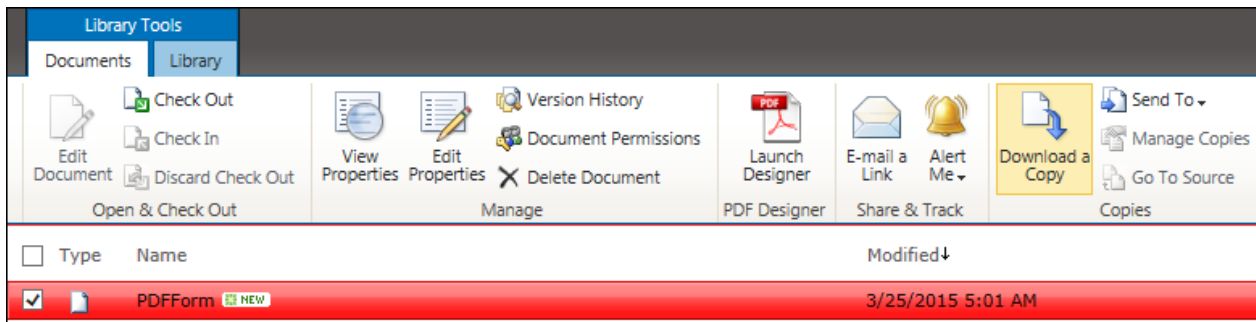 Library Tools
Documents Library
Check Out
Check In
Discard Check Out
Edit
Document
Open & Check Out
View
Properties
Edit
Properties
Version History
Document Permissions
Delete Document
Manage
PDF
Launch
Designer
PDF Designer
E-mail a
Link
Alert
Me
Share & Track
Download a
Copy
Send To
Manage Copies
Go To Source
Copies
Type Name Modified
PDFForm NEW 3/25/2015 5:01 AM